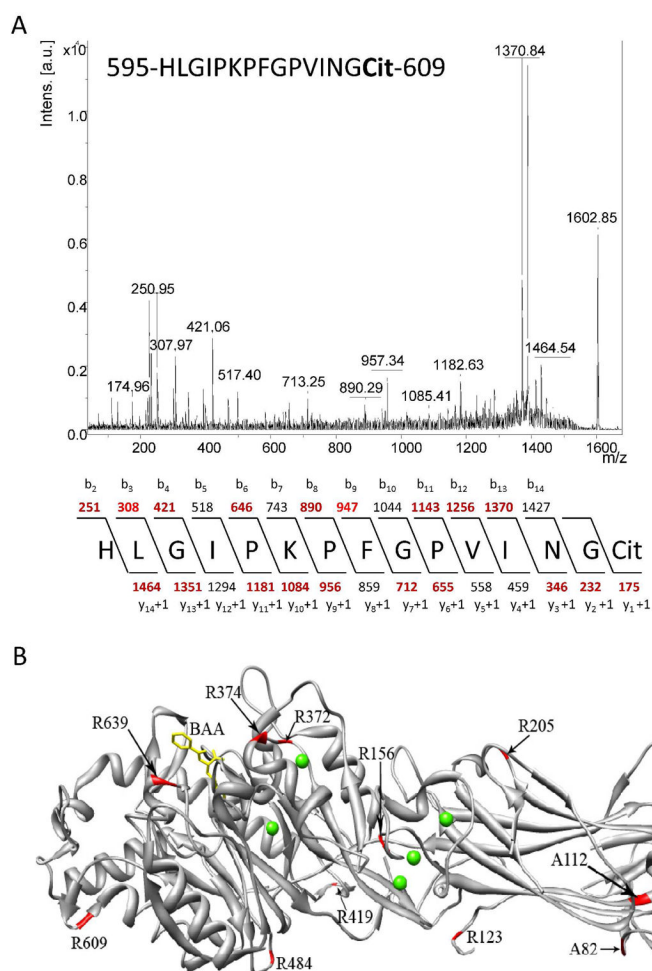 A
Intens. [a.u.]
x10
595-HLGIPKPFGPVINGCit-609
1370.84
1.0
0.8
0.6
0.4
0.2
0.0
1602.85
250.95
307.97
421.06
174.96
517.40
713.25
890.29
957.34
1085.41
1182.63
1464.54
200 400 600 800 1000 1200 1400 1600
m/z
b2 b3 b4 b5 b6 b7 b8 b9 b10 b11 b12 b13 b14
251 308 421 518 646 743 890 947 1044 1143 1256 1370 1427
H L G I P K P F G P V I N G Cit
1464 1351 1294 1181 1084 956 859 712 655 558 459 346 232 175
y14+1 y13+1 y12+1 y11+1 y10+1 y9+1 y8+1 y7+1 y6+1 y5+1 y4+1 y3+1 y2+1 y1+1
B
R374
R639
BAA
R372
R156
R205
A112
R419
R123
A82
R609
R484